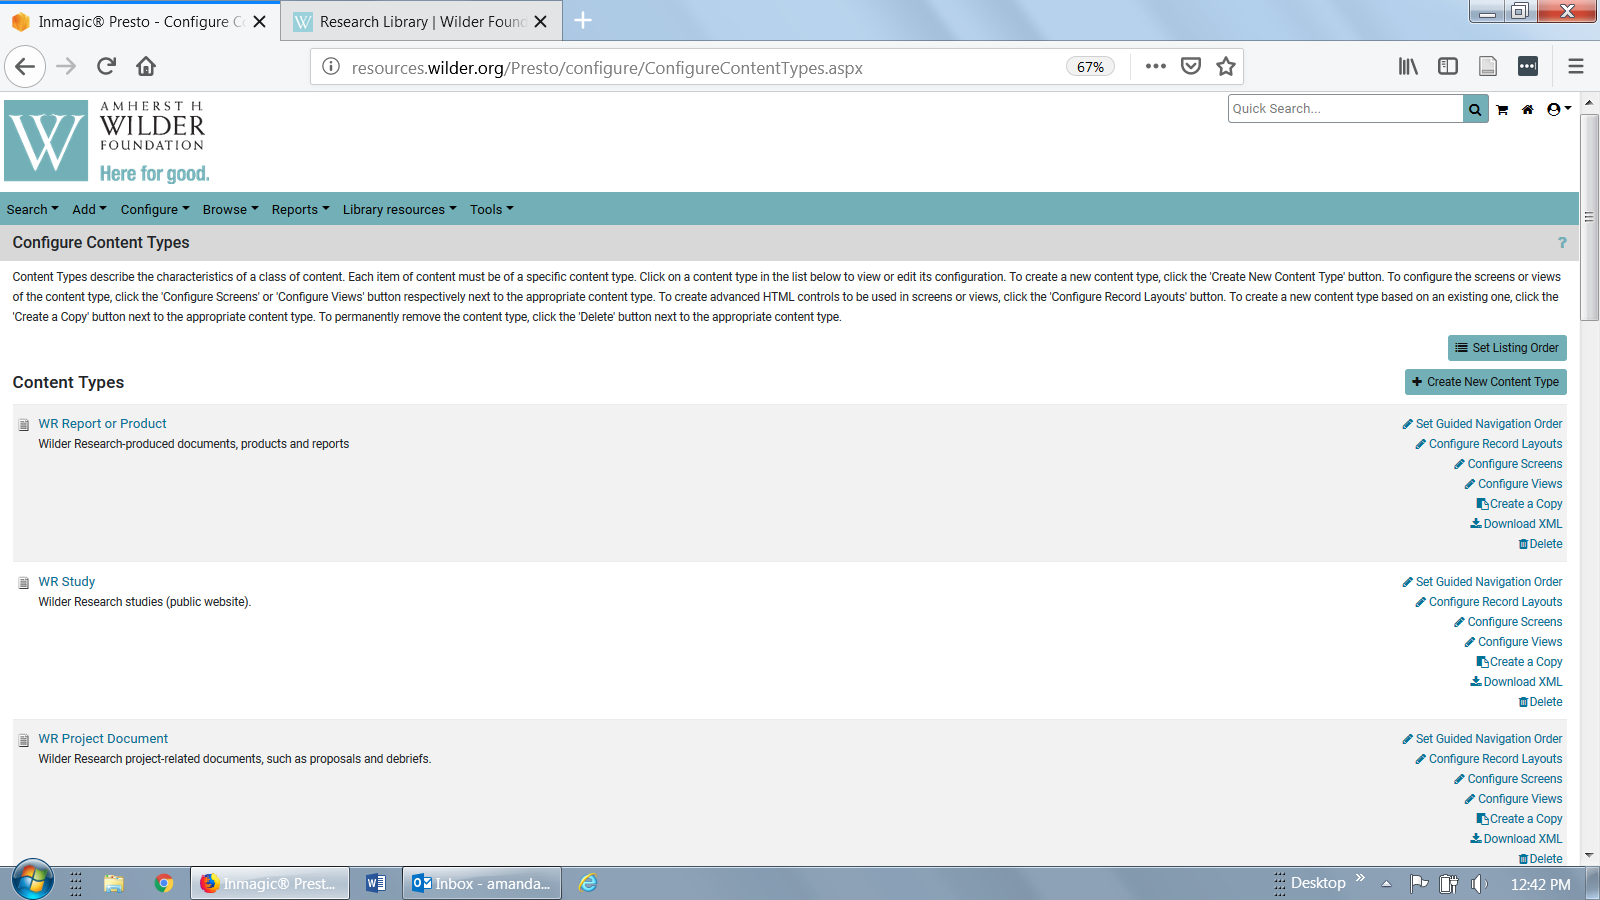 Inmagic® Presto - Configure Co
Research Library | Wilder Found
resources.wilder.org/Presto/configure/ConfigureContentTypes.aspx
67%
W
AMHERST H.
WILDER
FOUNDATION
Here for good.
Quick Search...
Search Add Configure Browse Reports Library resources Tools
Configure Content Types
?
Content Types describe the characteristics of a class of content. Each item of content must be of a specific content type. Click on a content type in the list below to view or edit its configuration. To create a new content type, click the 'Create New Content Type' button. To configure the screens or views
of the content type, click the 'Configure Screens' or 'Configure Views' button respectively next to the appropriate content type. To create advanced HTML controls to be used in screens or views, click the 'Configure Record Layouts' button. To create a new content type based on an existing one, click the
'Create a Copy' button next to the appropriate content type. To permanently remove the content type, click the 'Delete' button next to the appropriate content type.
Set Listing Order
Content Types
Create New Content Type
WR Report or Product
Wilder Research-produced documents, products and reports
Set Guided Navigation Order
Configure Record Layouts
Configure Screens
Configure Views
Create a Copy
Download XML
Delete
WR Study
Wilder Research studies (public website).
Set Guided Navigation Order
Configure Record Layouts
Configure Screens
Configure Views
Create a Copy
Download XML
Delete
WR Project Document
Wilder Research project-related documents, such as proposals and debriefs.
Set Guided Navigation Order
Configure Record Layouts
Configure Screens
Configure Views
Create a Copy
Download XML
Delete
Inmagic® Prest...
Inbox - amanda...
Desktop
12:42 PM